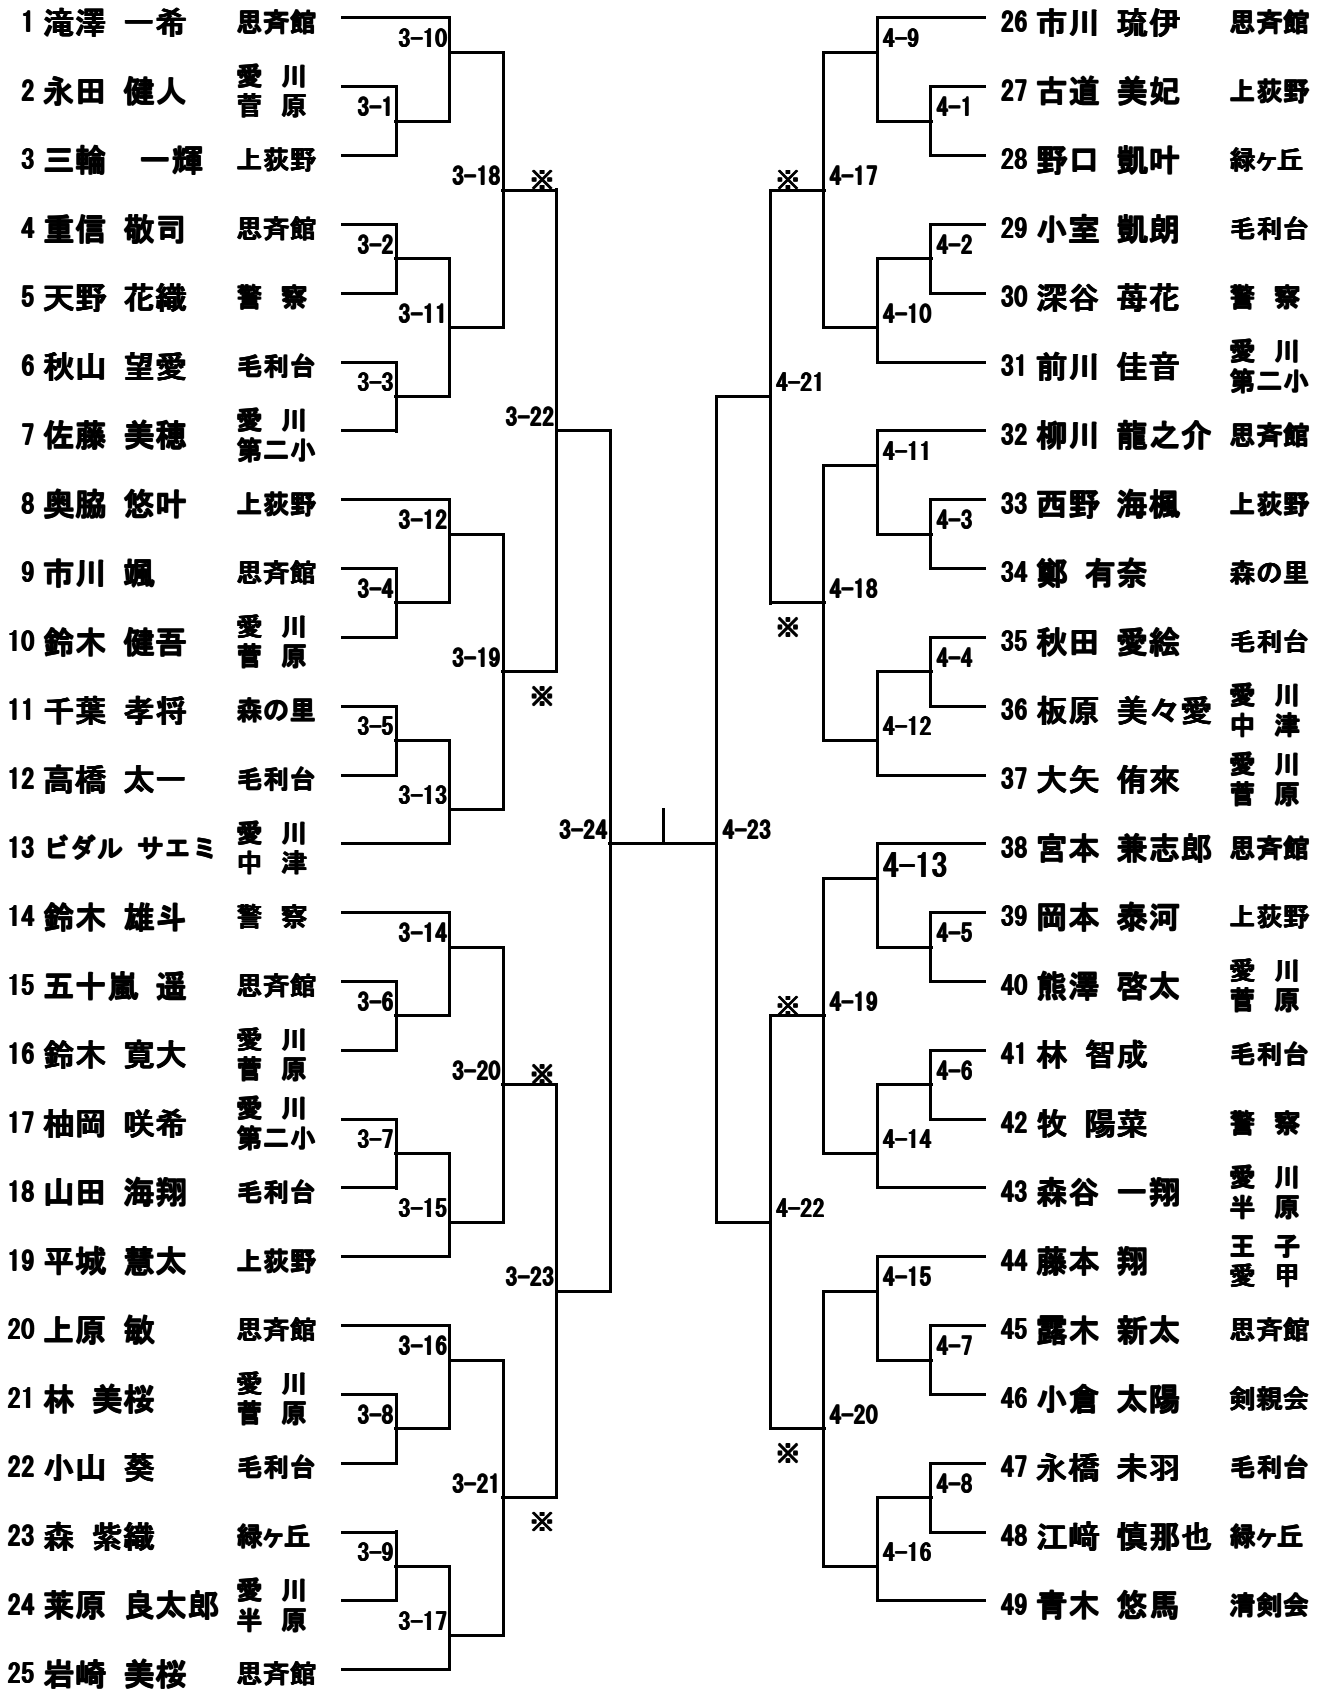 1 滝澤 一希 思斉館
2 永田 健人 愛川菅原
3 三輪 一輝 上荻野
4 重信 敬司 思斉館
5 天野 花織 警察
6 秋山 望愛 毛利台
7 佐藤 美穂 愛川第二小
8 奥脇 悠叶 上荻野
9 市川 颯 思斉館
10 鈴木 健吾 愛川菅原
11 千葉 孝将 森の里
12 高橋 太一 毛利台
13 ビダル サエミ 愛川中津
14 鈴木 雄斗 警察
15 五十嵐 遥 思斉館
16 鈴木 寛大 愛川菅原
17 柚岡 咲希 愛川第二小
18 山田 海翔 毛利台
19 平城 慧太 上荻野
20 上原 敏 思斉館
21 林 美桜 愛川菅原
22 小山 葵 毛利台
23 森 紫織 緑ヶ丘
24 莱原 良太郎 愛川半原
25 岩崎 美桜 思斉館
3-10
3-1
3-18
※
3-2
3-11
3-3
3-22
3-12
3-4
3-19
※
3-5
3-13
3-24
3-14
3-6
3-20
※
3-7
3-15
3-23
3-16
3-8
3-21
※
3-9
3-17
4-9
4-1
※
4-17
4-2
4-10
4-21
4-11
4-3
4-18
※
4-4
4-12
4-23
4-13
4-5
※
4-19
4-6
4-14
4-22
4-15
4-7
4-20
※
4-8
4-16
26 市川 琉伊 思斉館
27 古道 美妃 上荻野
28 野口 凱叶 緑ヶ丘
29 小室 凱朗 毛利台
30 深谷 苺花 警察
31 前川 佳音 愛川第二小
32 柳川 龍之介 思斉館
33 西野 海楓 上荻野
34 鄭 有奈 森の里
35 秋田 愛絵 毛利台
36 板原 美々愛 愛川中津
37 大矢 侑來 愛川菅原
38 宮本 兼志郎 思斉館
39 岡本 泰河 上荻野
40 熊澤 啓太 愛川菅原
41 林 智成 毛利台
42 牧 陽菜 警察
43 森谷 一翔 愛川半原
44 藤本 翔 王子愛甲
45 露木 新太 思斉館
46 小倉 太陽 剣親会
47 永橋 未羽 毛利台
48 江﨑 慎那也 緑ヶ丘
49 青木 悠馬 清剣会